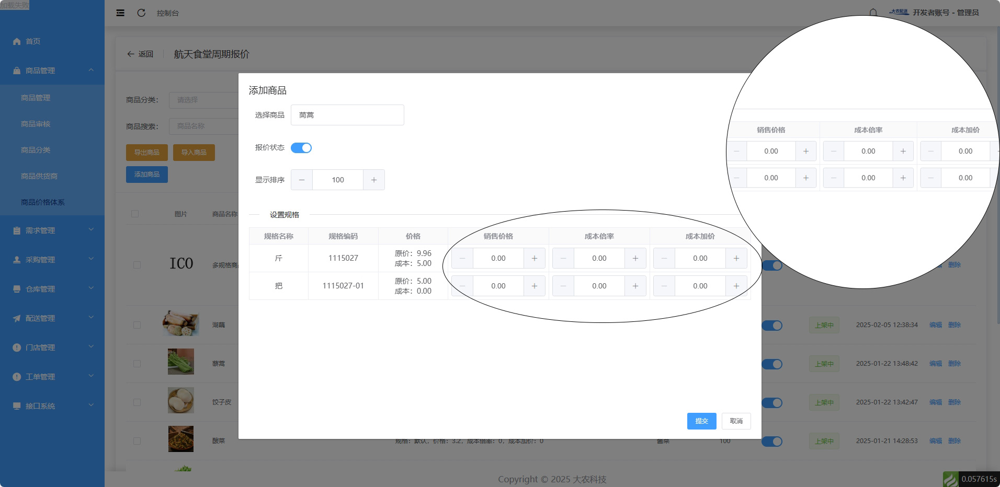 加载失败
控制台
大农配送
开发者账号 - 管理员
首页
商品管理
商品管理
商品审核
商品分类
商品供货商
商品价格体系
需求管理
采购管理
仓库管理
配送管理
门店管理
工单管理
接口系统
返回
航天食堂周期报价
商品分类：
请选择
商品搜索：
商品名称
导出商品
导入商品
添加商品
图片
商品名称
ICO
多规格商品
删除
湖藕
上架中
2025-02-05 12:38:34
编辑
删除
藜蒿
上架中
2025-01-22 13:48:42
编辑
删除
饺子皮
上架中
2025-01-22 13:42:47
编辑
删除
酸菜
规格：默认，价格：3.2，成本倍率：0，成本加价：0
酱菜
100
上架中
2025-01-21 14:28:53
编辑
删除
添加商品
选择商品
茼蒿
报价状态
显示排序
100
设置规格
规格名称
规格编码
价格
销售价格
成本倍率
成本加价
斤
1115027
原价：9.96
成本：5.00
0.00
0.00
0.00
把
1115027-01
原价：5.00
成本：0.00
0.00
0.00
0.00
提交
取消
销售价格
成本倍率
成本加价
0.00
0.00
0.00
0.00
0.00
0.00
Copyright © 2025 大农科技
0.057615s